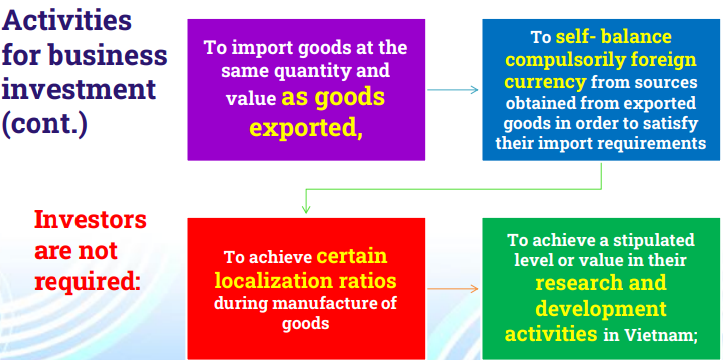 Activities
for business
investment
(cont.)
To import goods at the
same quantity and
value as goods
exported,
To self- balance
compulsorily foreign
currency from sources
obtained from exported
goods in order to satisfy
their import requirements
Investors
are not
required:
To achieve certain
localization ratios
during manufacture of
goods
To achieve a stipulated
level or value in their
research and
development
activities in Vietnam;